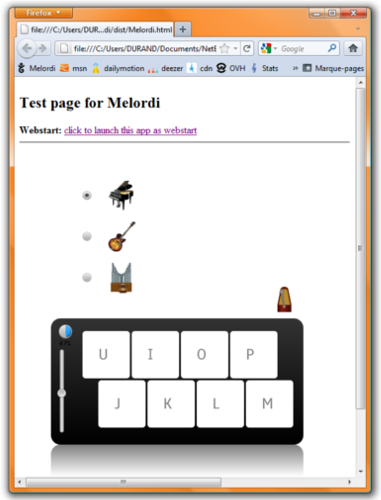 Firefox
file:///C:/Users/DUR...di/dist/Melordi.html
file:///C:/Users/DURAND/Documents/NetB
Google
Melordi msn dailymotion deezer cdn OVH Stats » Marque-pages
Test page for Melordi
Webstart: click to launch this app as webstart
U I O P
J K L M